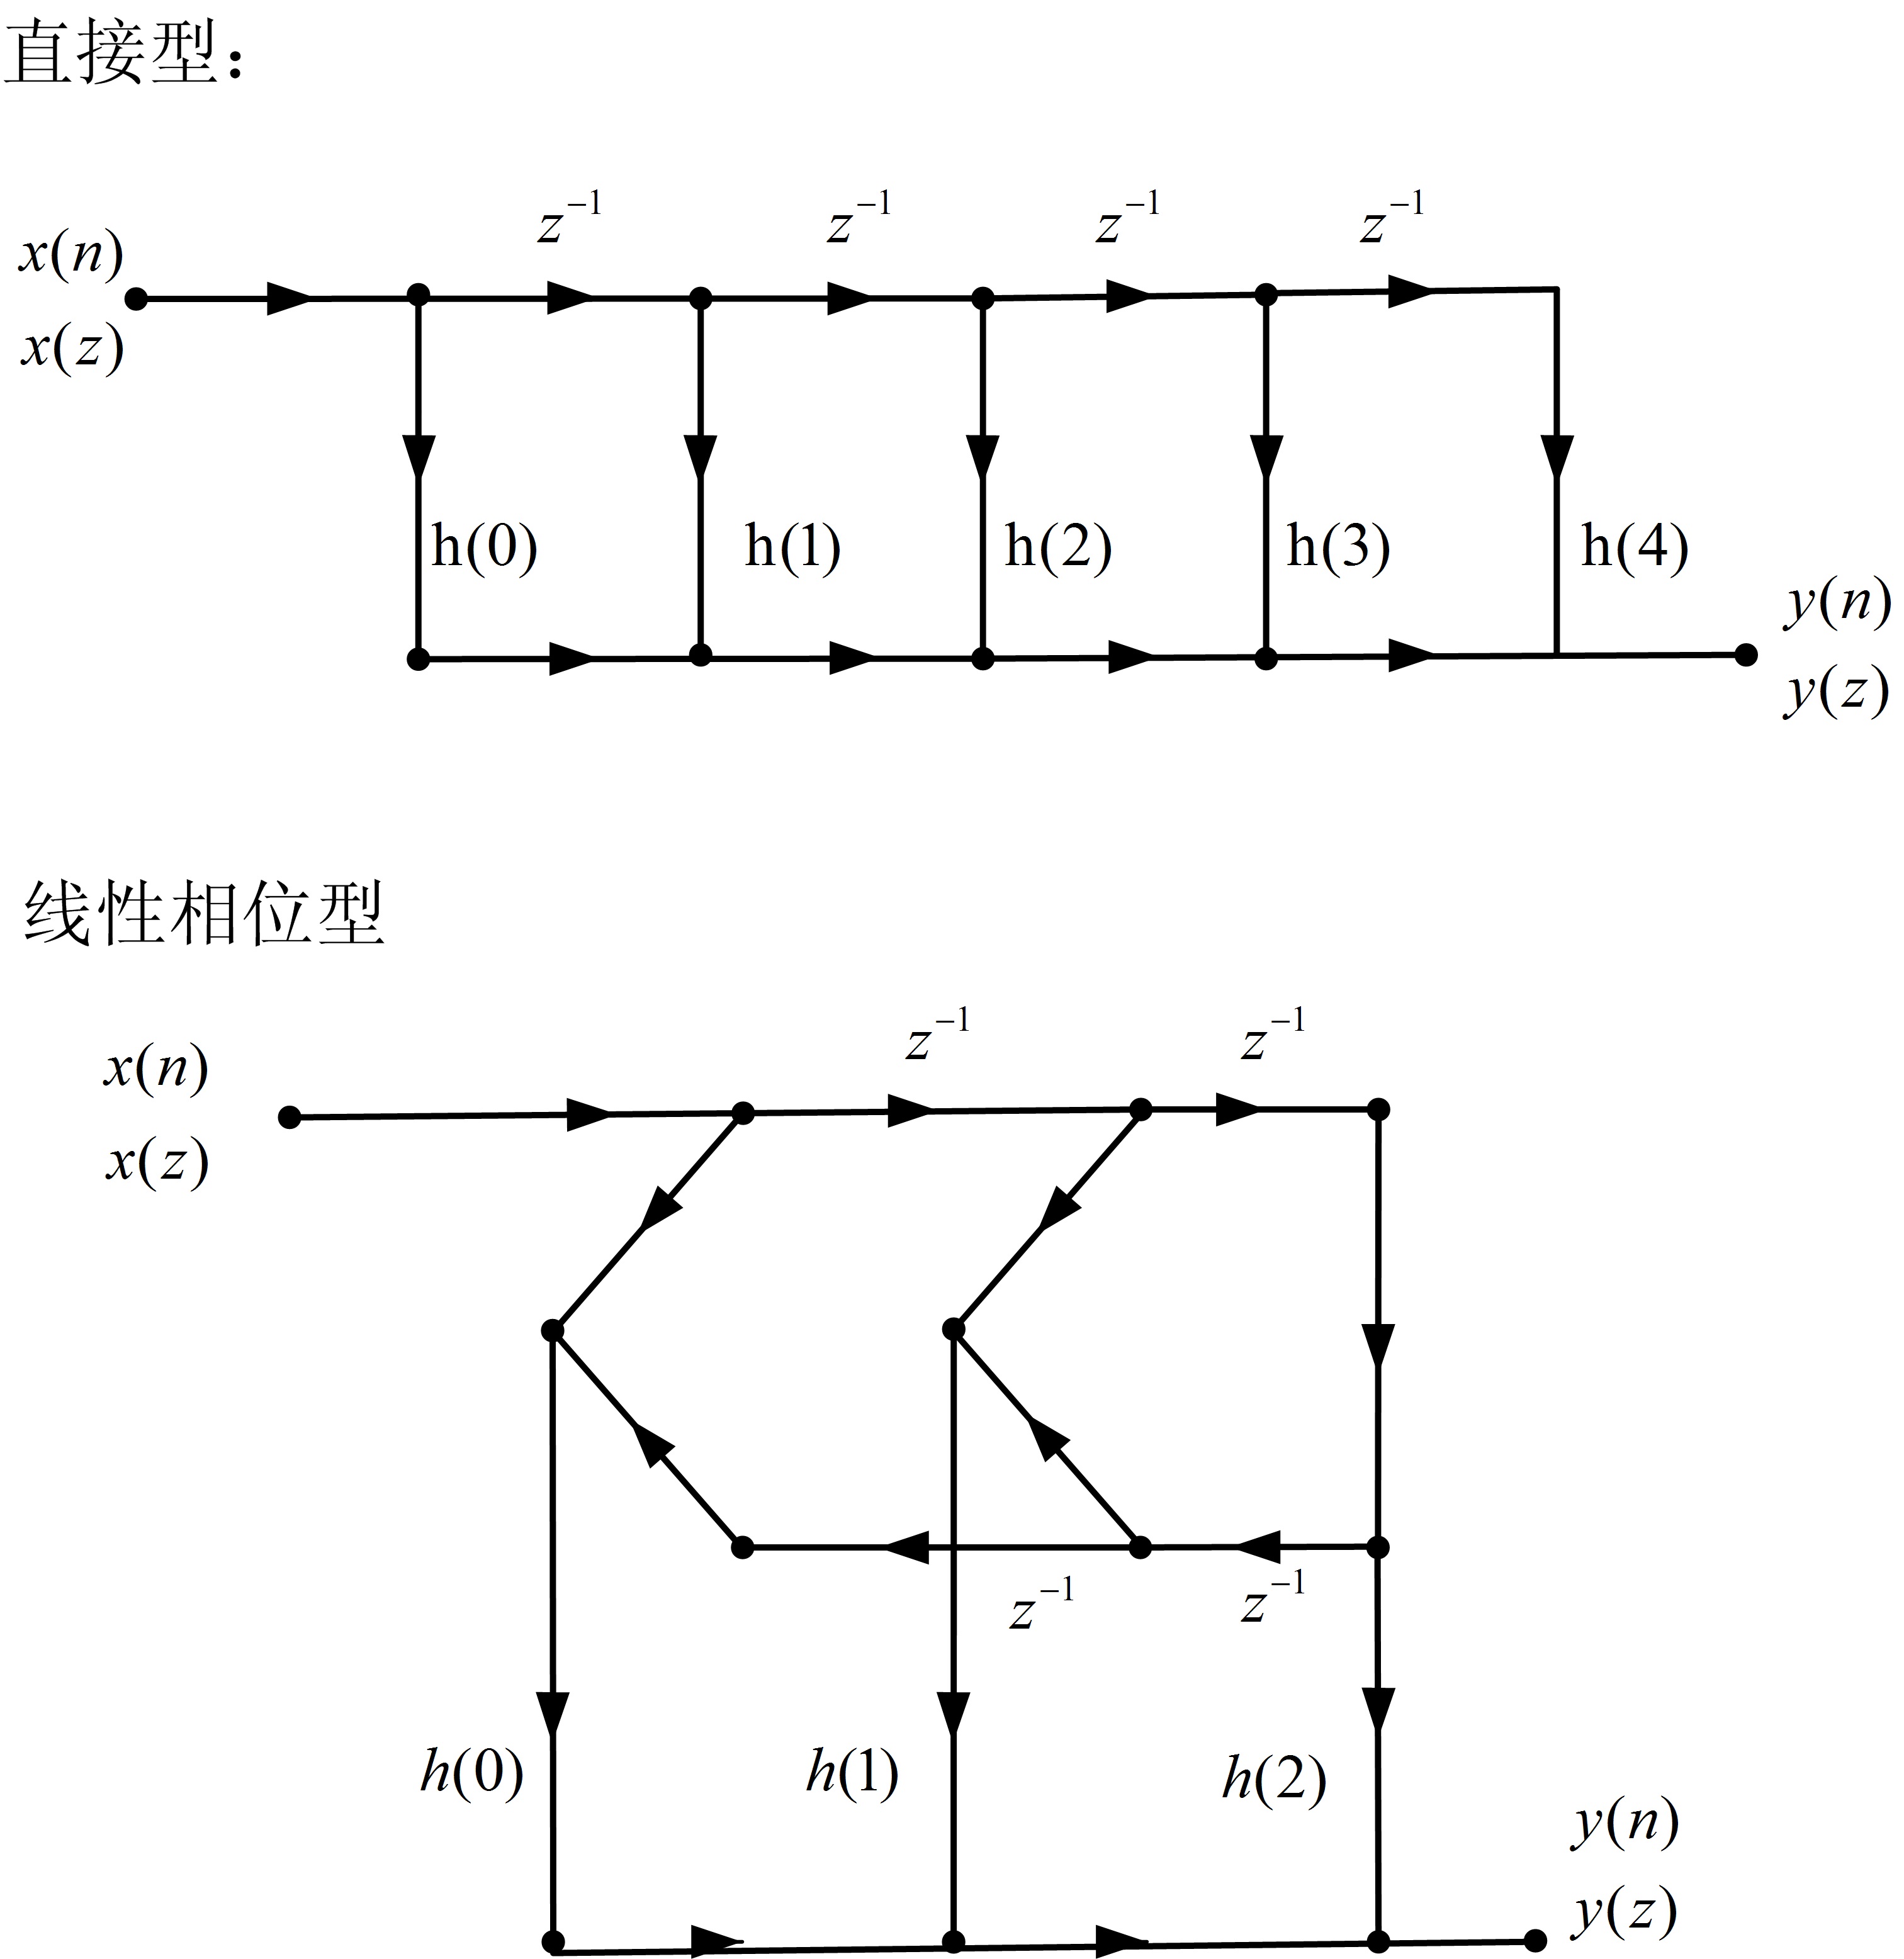 直接型：
z⁻¹ z⁻¹ z⁻¹ z⁻¹
x(n)
x(z)
h(0) h(1) h(2) h(3) h(4)
y(n)
y(z)
线性相位型
z⁻¹ z⁻¹
x(n)
x(z)
z⁻¹ z⁻¹
h(0) h(1) h(2)
y(n)
y(z)